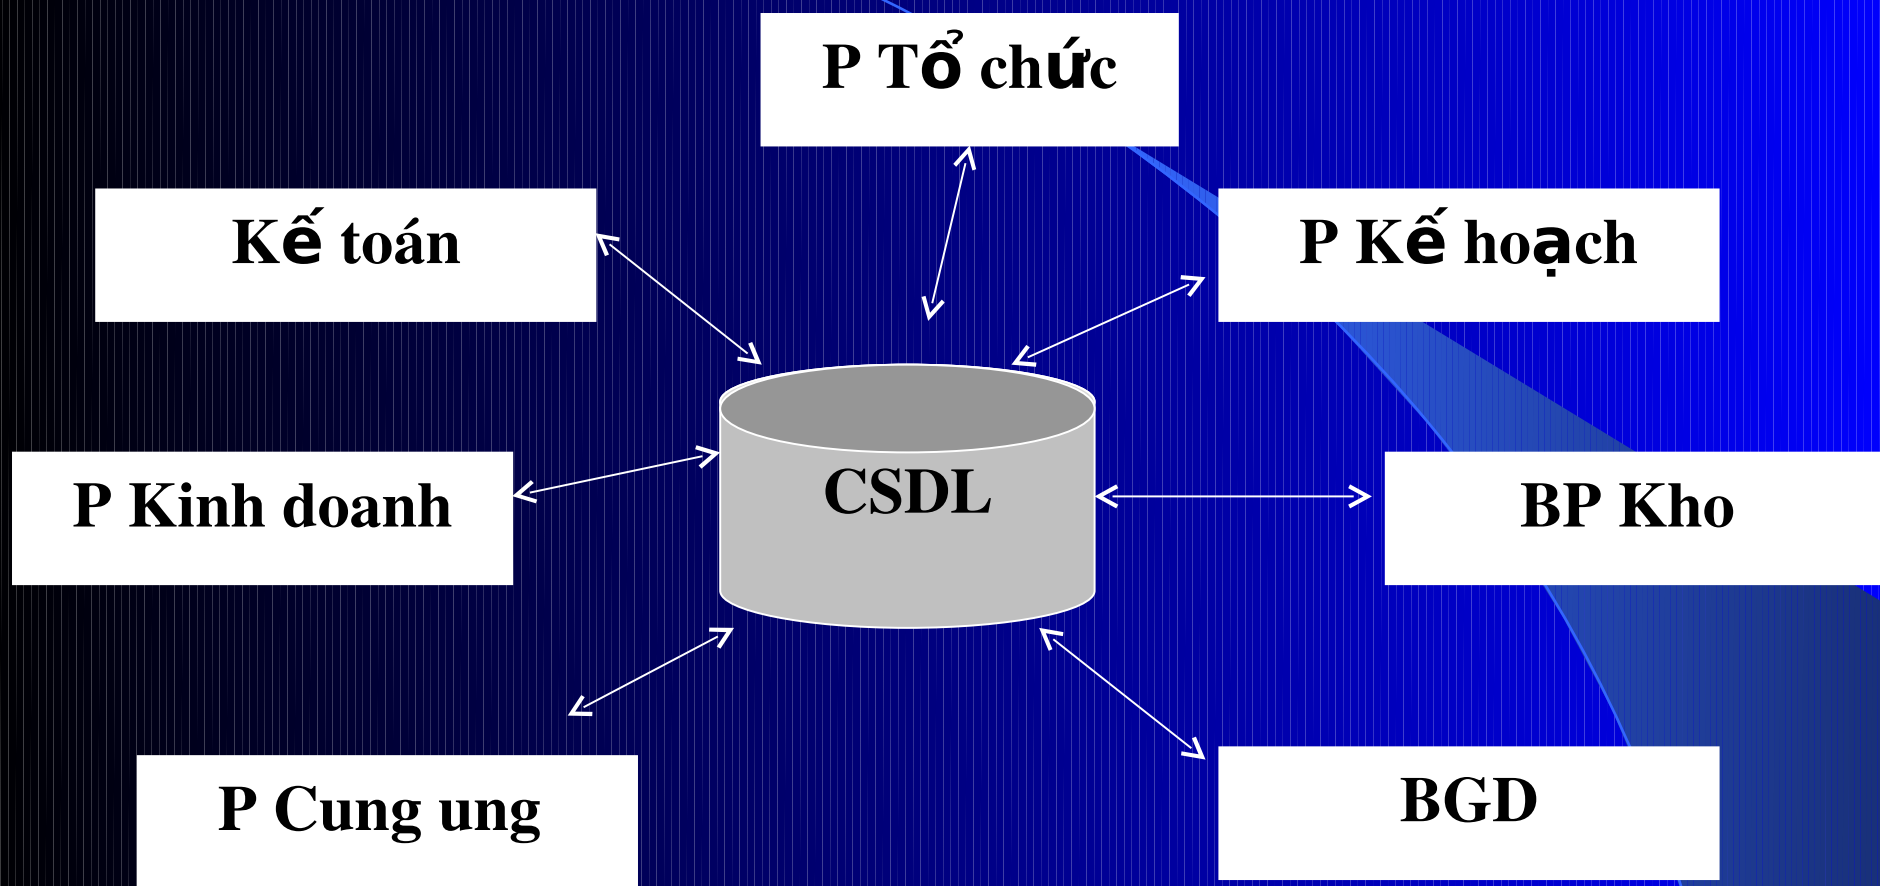 P Tổ chức
Kế toán
P Kế hoạch
P Kinh doanh
CSDL
BP Kho
P Cung ung
BGD